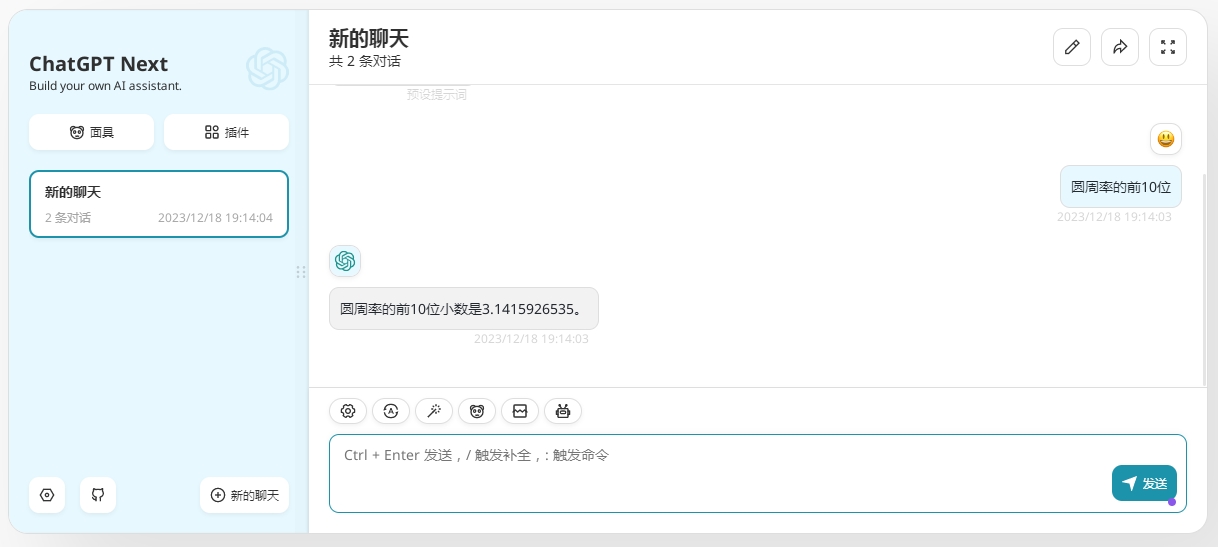 ChatGPT Next
Build your own AI assistant.
面具
插件
新的聊天
2 条对话 2023/12/18 19:14:04
新的聊天
新的聊天
共 2 条对话
预设提示词
圆周率的前10位
2023/12/18 19:14:03
圆周率的前10位小数是3.1415926535。
2023/12/18 19:14:03
Ctrl + Enter 发送，/ 触发补全，: 触发命令
发送